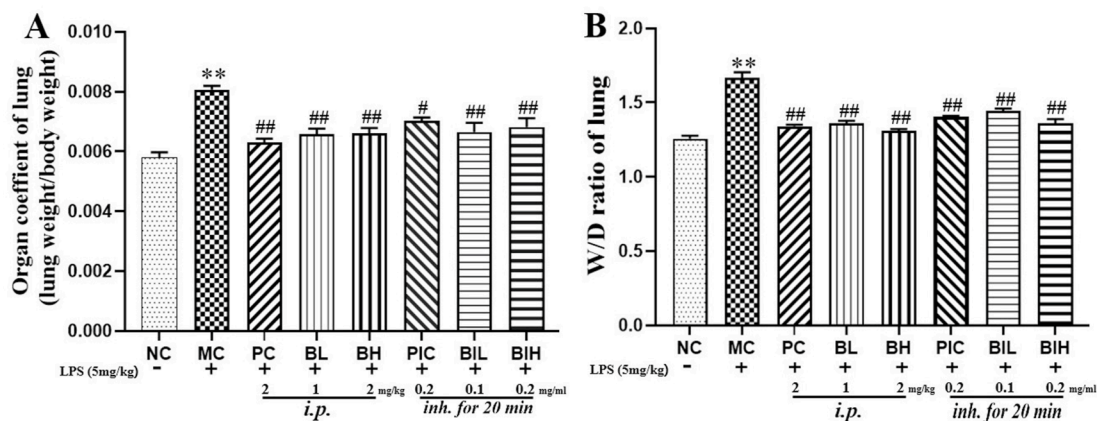 A
Organ coeffient of lung
(lung weight/body weight)
0.010
0.008
0.006
0.004
0.002
0.000
** ## ## ## # ## ##
NC MC PC BL BH PIC BIL BIH
LPS (5mg/kg) - + + + + + + +
2 1 2 mg/kg 0.2 0.1 0.2 mg/ml
i.p. inh. for 20 min
B
W/D ratio of lung
2.0
1.5
1.0
0.5
0.0
** ## ## ## ## ## ##
NC MC PC BL BH PIC BIL BIH
LPS (5mg/kg) - + + + + + + +
2 1 2 mg/kg 0.2 0.1 0.2 mg/ml
i.p. inh. for 20 min